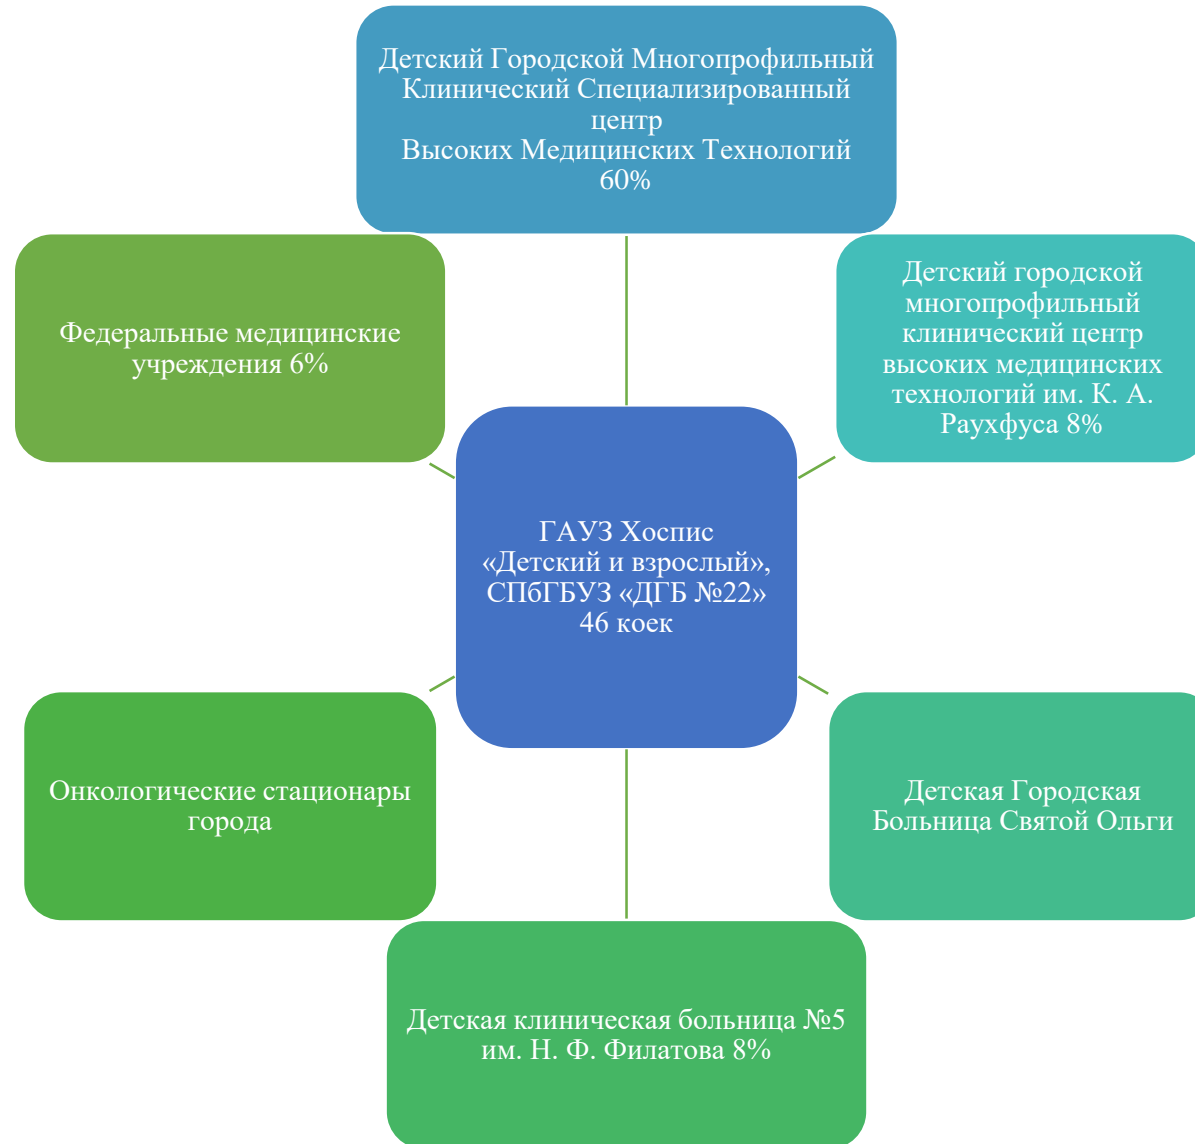 Детский Городской Многопрофильный
Клинический Специализированный
центр
Высоких Медицинских Технологий
60%
Федеральные медицинские
учреждения 6%
Детский городской
многопрофильный
клинический центр
высоких медицинских
технологий им. К. А.
Раухфуса 8%
ГАУЗ Хоспис
«Детский и взрослый»,
СПбГБУЗ «ДГБ №22»
46 коек
Онкологические стационары
города
Детская Городская
Больница Святой Ольги
Детская клиническая больница №5
им. Н. Ф. Филатова 8%